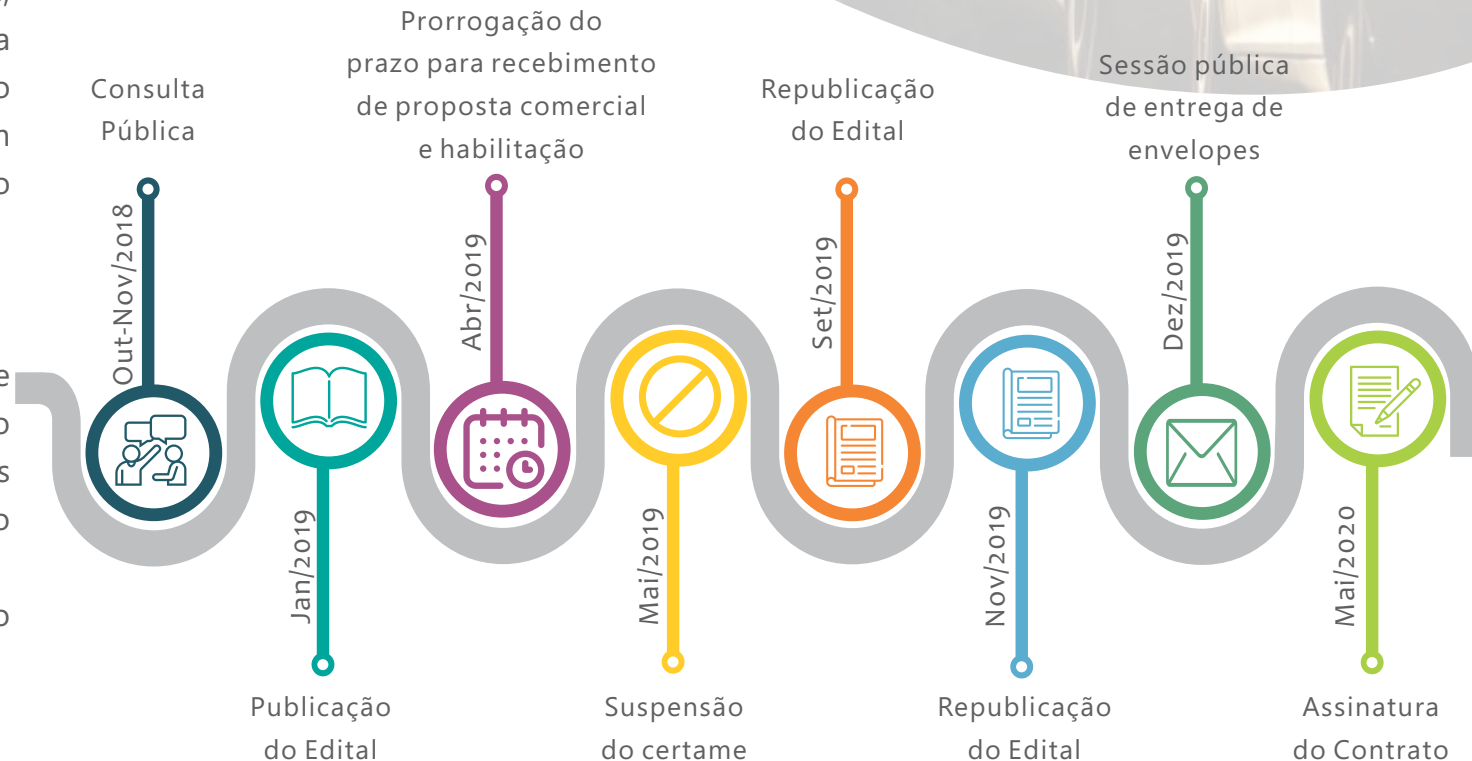 Consulta
Pública
Out-Nov/2018
Publicação
do Edital
Jan/2019
Prorrogação do
prazo para recebimento
de proposta comercial
e habilitação
Abr/2019
Suspensão
do certame
Mai/2019
Republicação
do Edital
Set/2019
Republicação
do Edital
Nov/2019
Sessão pública
de entrega de
envelopes
Dez/2019
Assinatura
do Contrato
Mai/2020